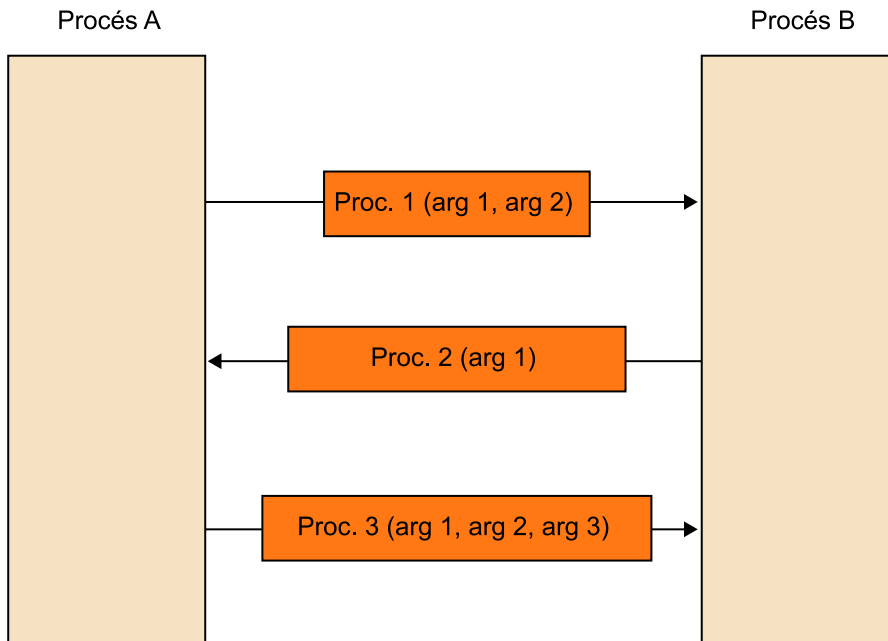 Procés A
Procés B
Proc. 1 (arg 1, arg 2)
Proc. 2 (arg 1)
Proc. 3 (arg 1, arg 2, arg 3)